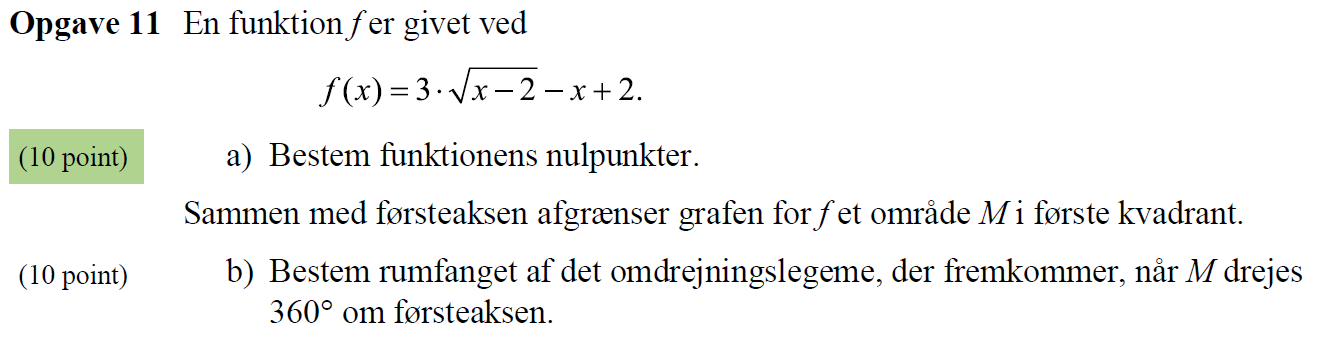 Opgave 11 En funktion f er givet ved
f(x) = 3·√(x−2) − x + 2.
(10 point) a) Bestem funktionens nulpunkter.
Sammen med førsteaksen afgrænser grafen for f et område M i første kvadrant.
(10 point) b) Bestem rumfanget af det omdrejningslegeme, der fremkommer, når M drejes
360° om førsteaksen.